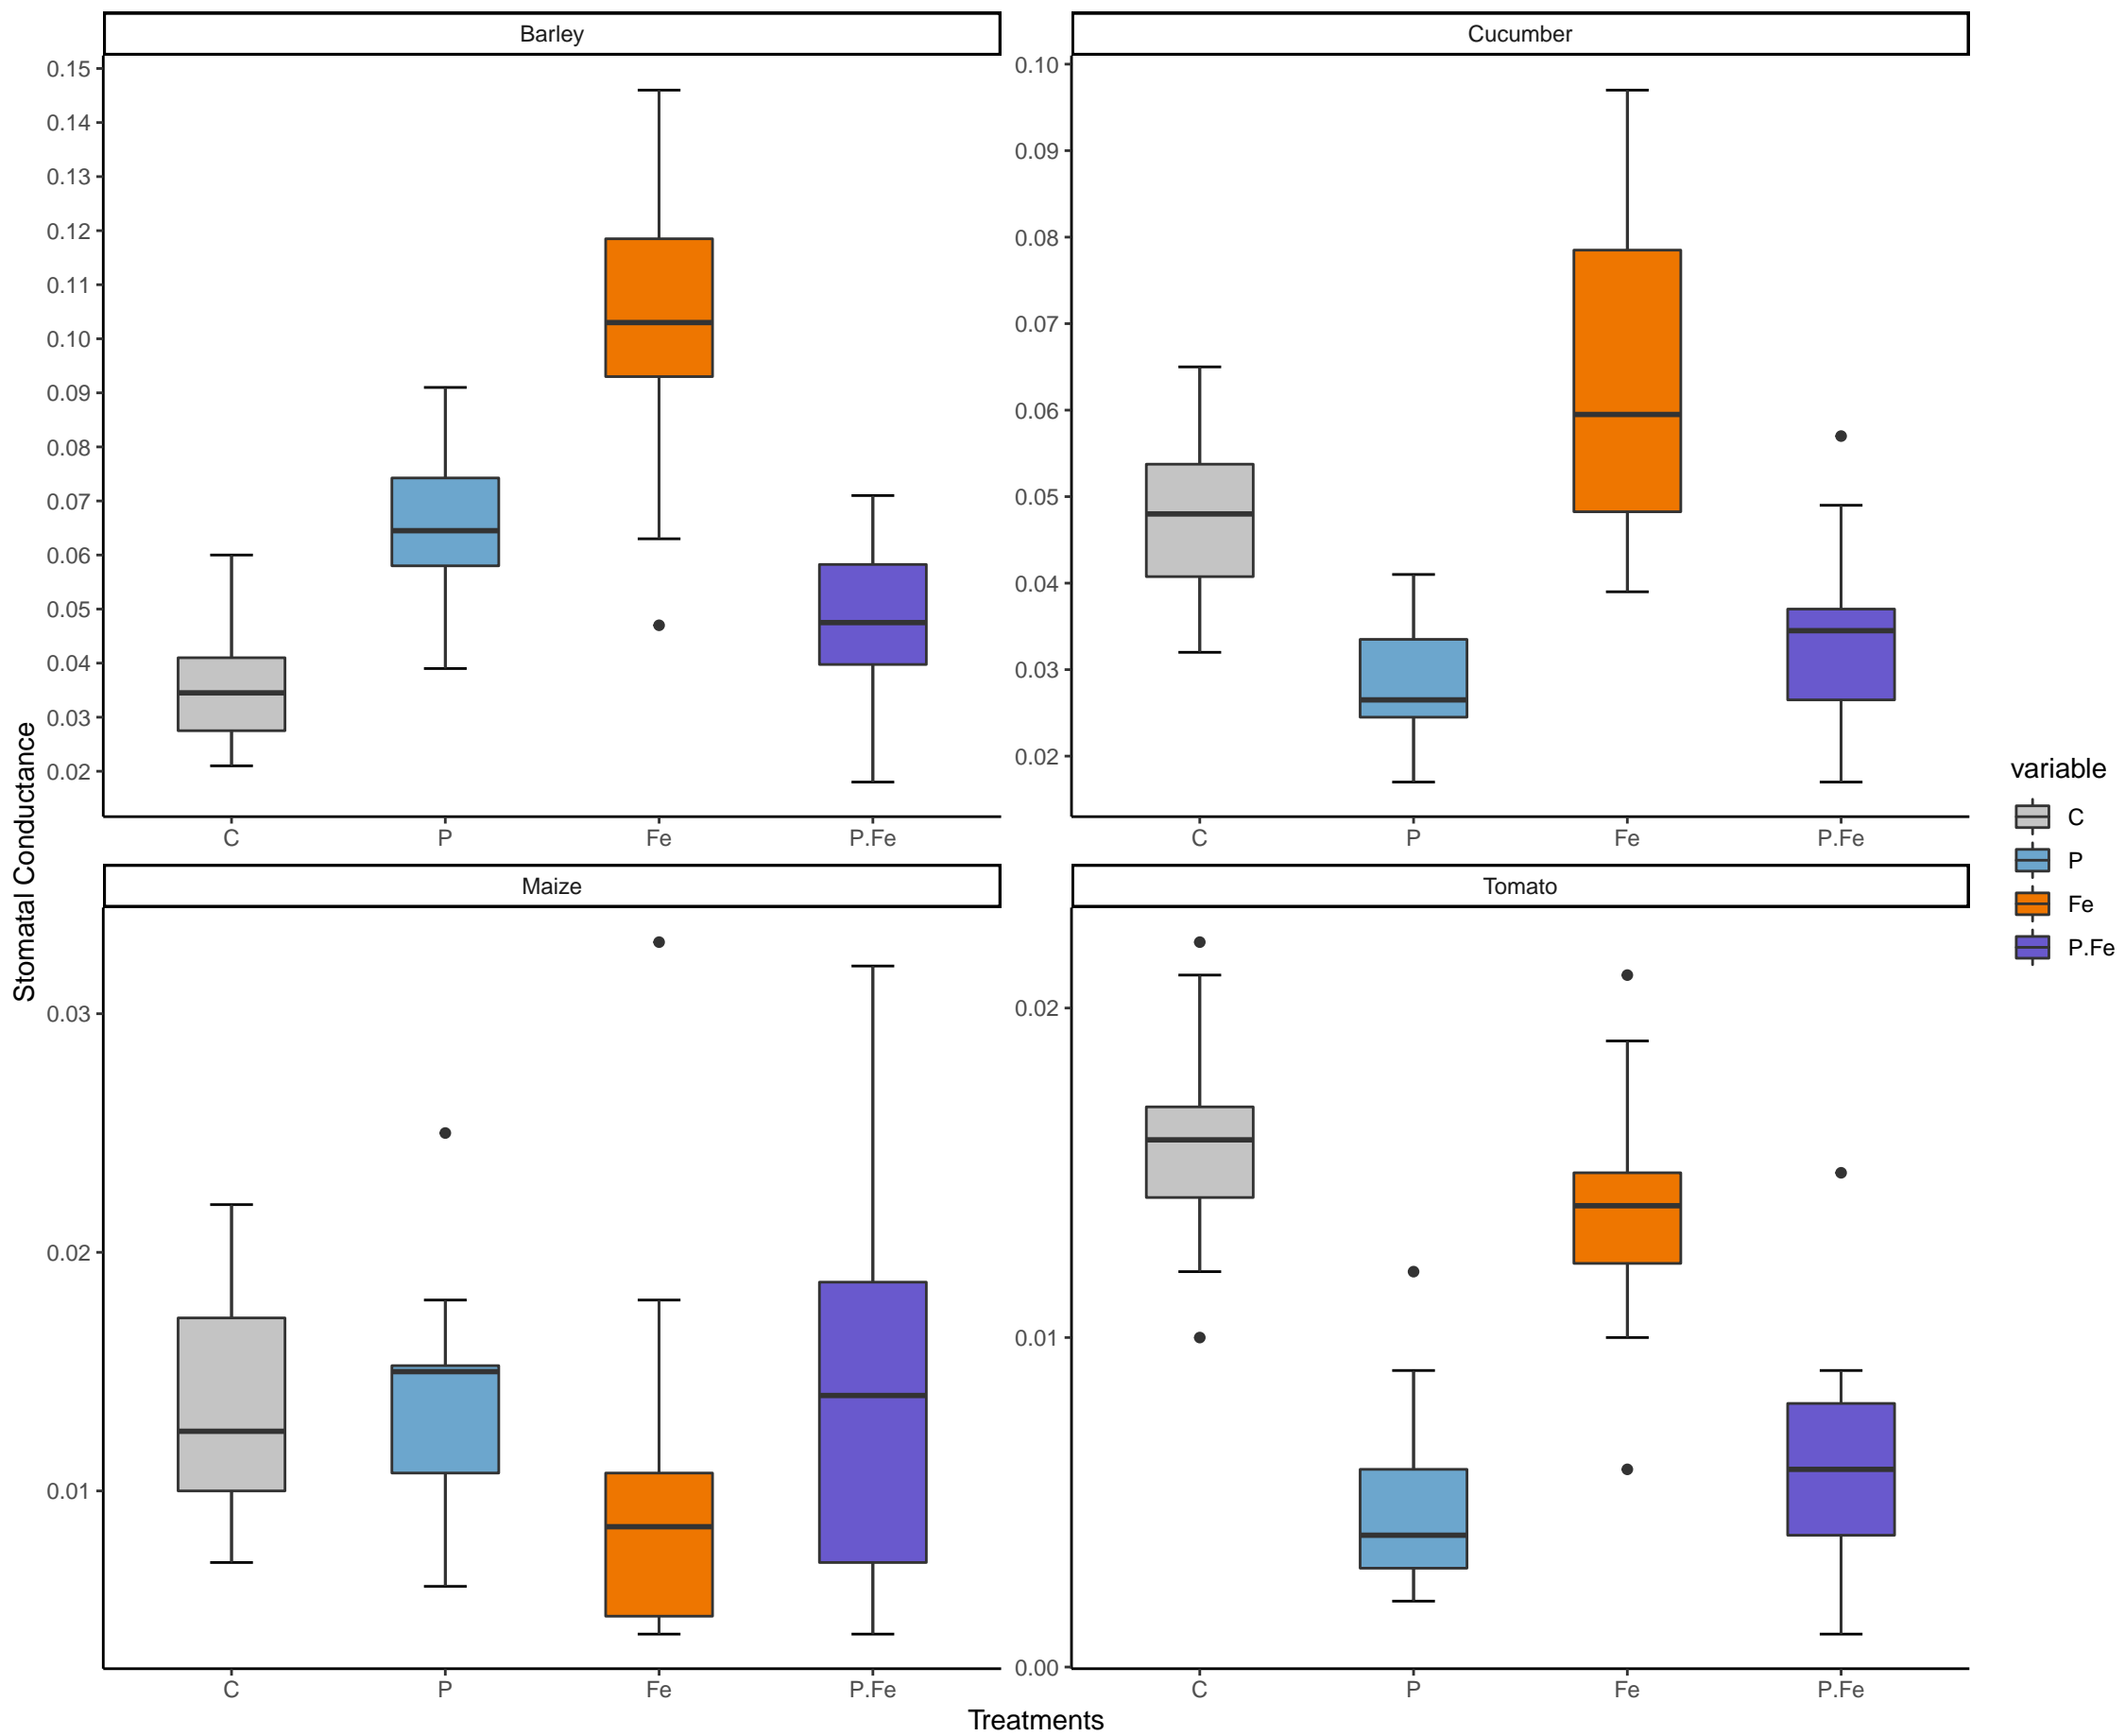 Barley
Cucumber
0.15
0.14
0.13
0.12
0.11
0.10
0.09
0.08
0.07
0.06
0.05
0.04
0.03
0.02
0.10
0.09
0.08
0.07
0.06
0.05
0.04
0.03
0.02
C P Fe P.Fe
C P Fe P.Fe
Maize
Tomato
0.03
0.02
0.01
0.02
0.01
0.00
C P Fe P.Fe
C P Fe P.Fe
Stomatal Conductance
Treatments
variable
C
P
Fe
P.Fe